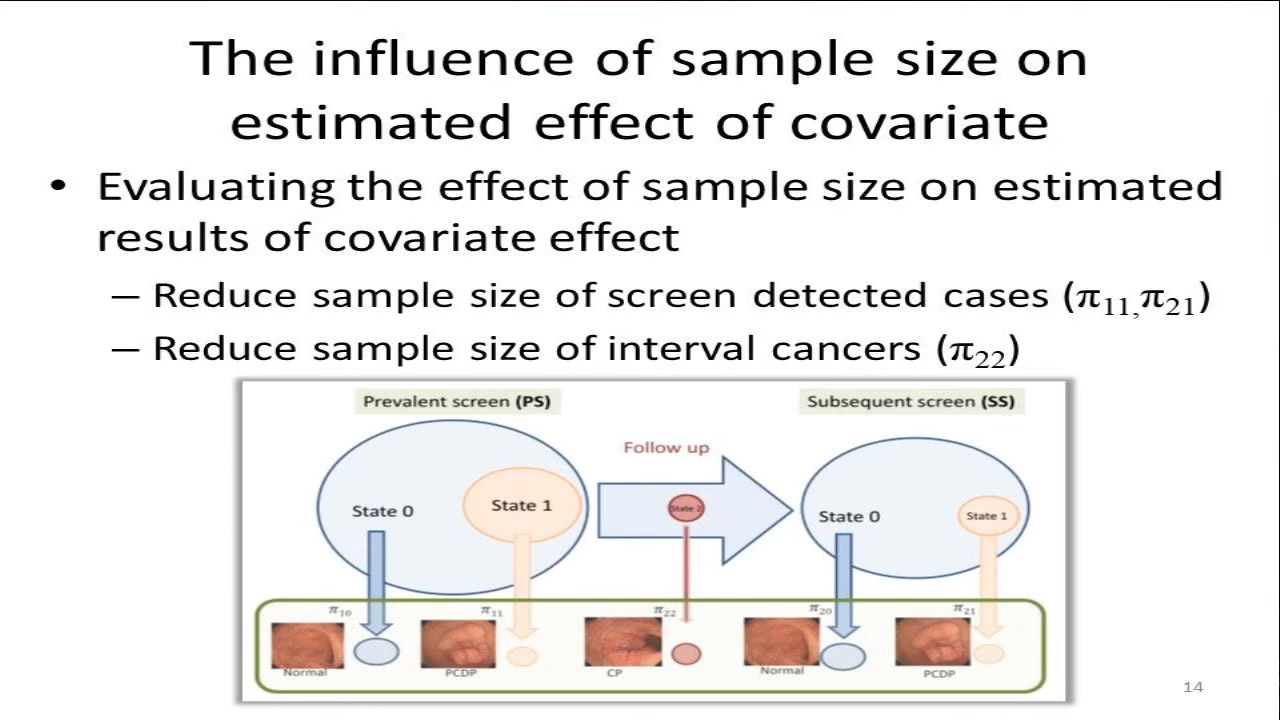 The influence of sample size on
estimated effect of covariate
• Evaluating the effect of sample size on estimated
results of covariate effect
– Reduce sample size of screen detected cases (π11,π21)
– Reduce sample size of interval cancers (π22)
Prevalent screen (PS)
Subsequent screen (SS)
Follow up
State 0
State 1
State 2
State 0
State 1
π10
π11
π22
π20
π21
Normal
PCDP
CP
Normal
PCDP
14